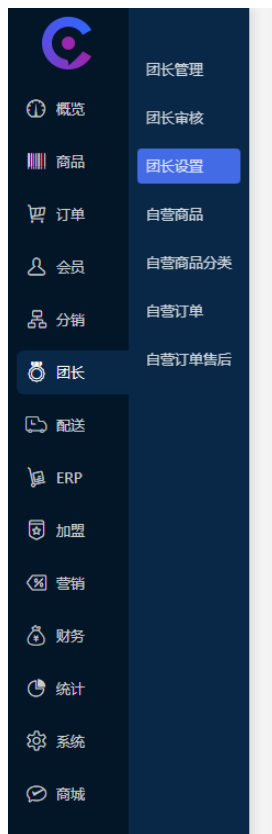 概览
商品
订单
会员
分销
团长
配送
ERP
加盟
营销
财务
统计
系统
商城
团长管理
团长审核
团长设置
自营商品
自营商品分类
自营订单
自营订单售后